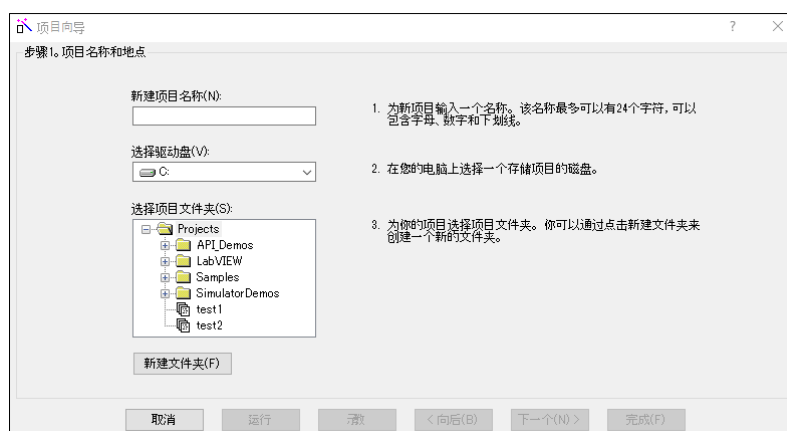 项目向导
步骤1。项目名称和地点
新建项目名称(N):
1. 为新项目输入一个名称。该名称最多可以有24个字符，可以
包含字母、数字和下划线。
选择驱动盘(V):
C:
2. 在您的电脑上选择一个存储项目的磁盘。
选择项目文件夹(S):
3. 为你的项目选择项目文件夹。你可以通过点击新建文件夹来
创建一个新的文件夹。
Projects
API_Demos
LabVIEW
Samples
SimulatorDemos
test1
test2
新建文件夹(F)
取消
运行
< 向后(B)
下一个(N) >
完成(F)